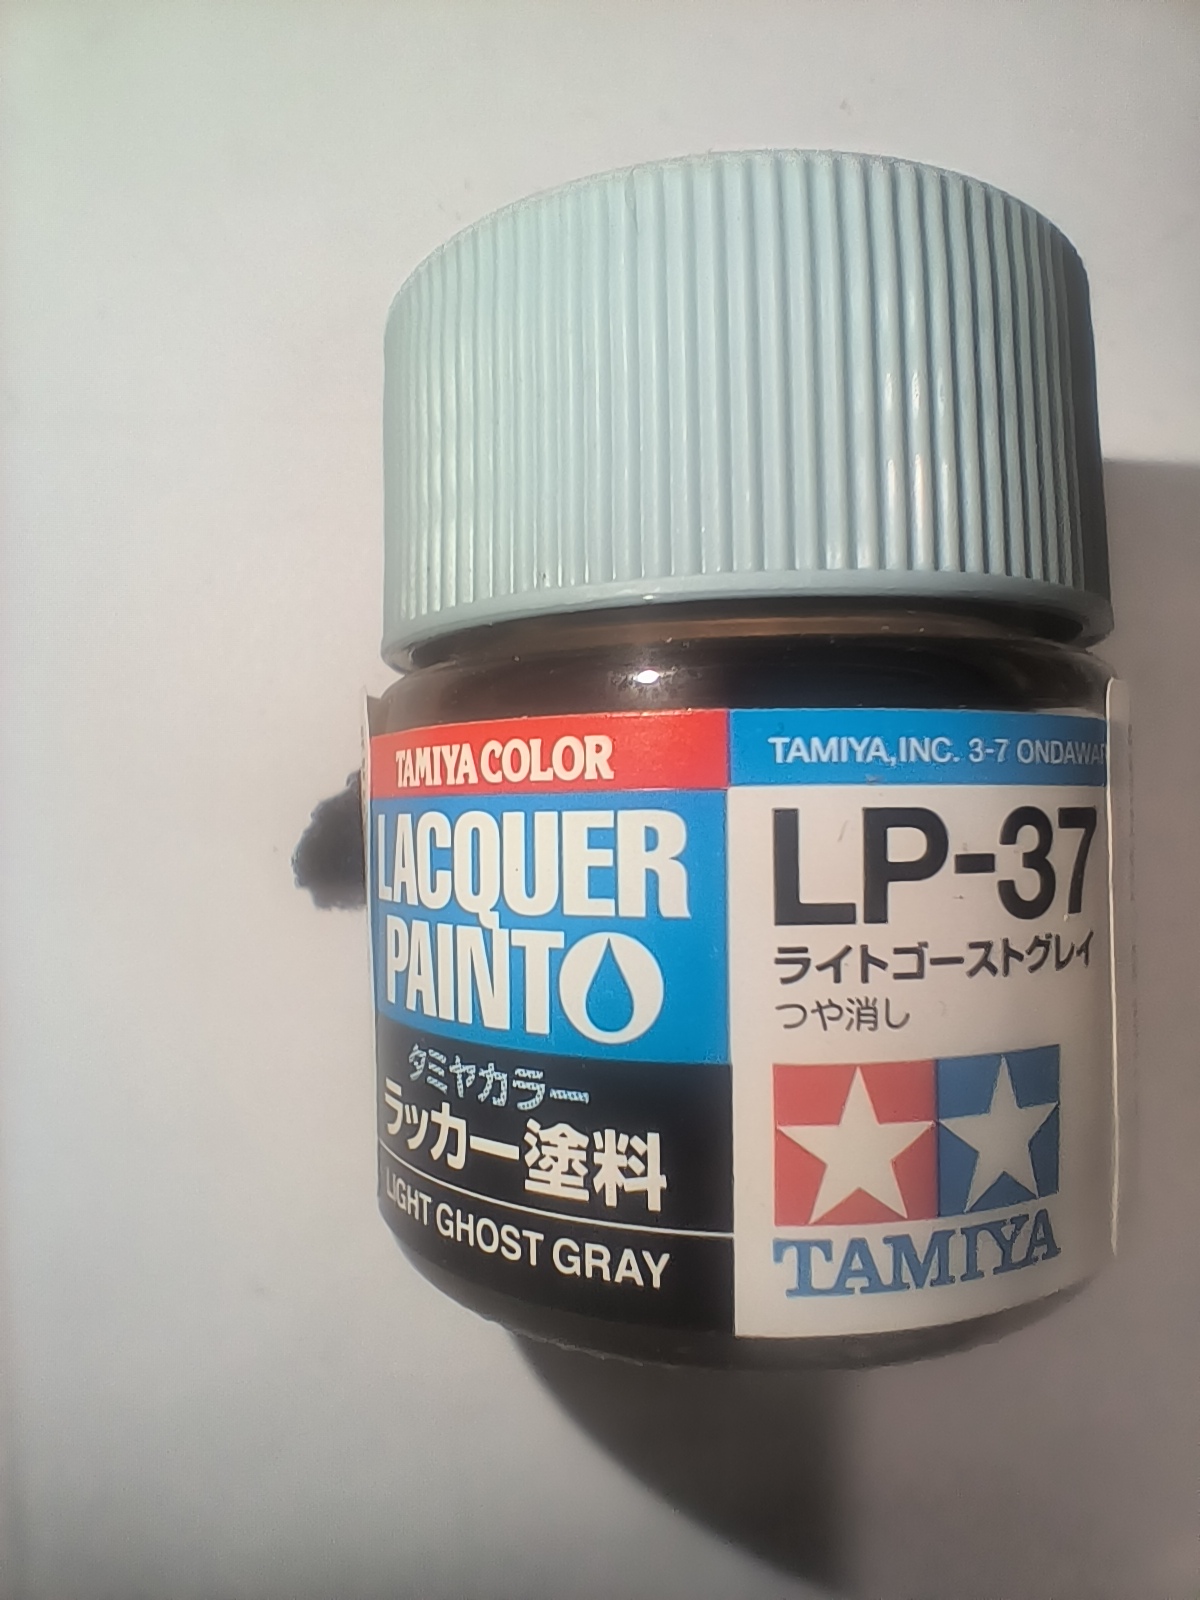 TAMIYA COLOR
LACQUER
PAINT
タミヤカラー
ラッカー塗料
LIGHT GHOST GRAY
TAMIYA, INC. 3-7
LP-37
ライトゴーストグレイ
つや消し
TAMIYA